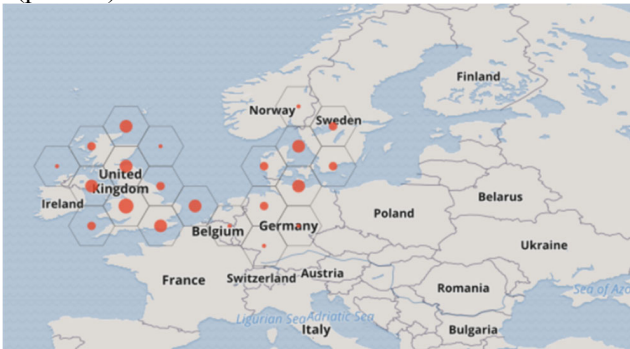 Finland
Norway
Sweden
United
Kingdom
Ireland
Belarus
Poland
Belgium
Germany
Ukraine
France
Switzerland
Austria
Romania
Ligurian Sea
Adriatic Sea
Italy
Bulgaria